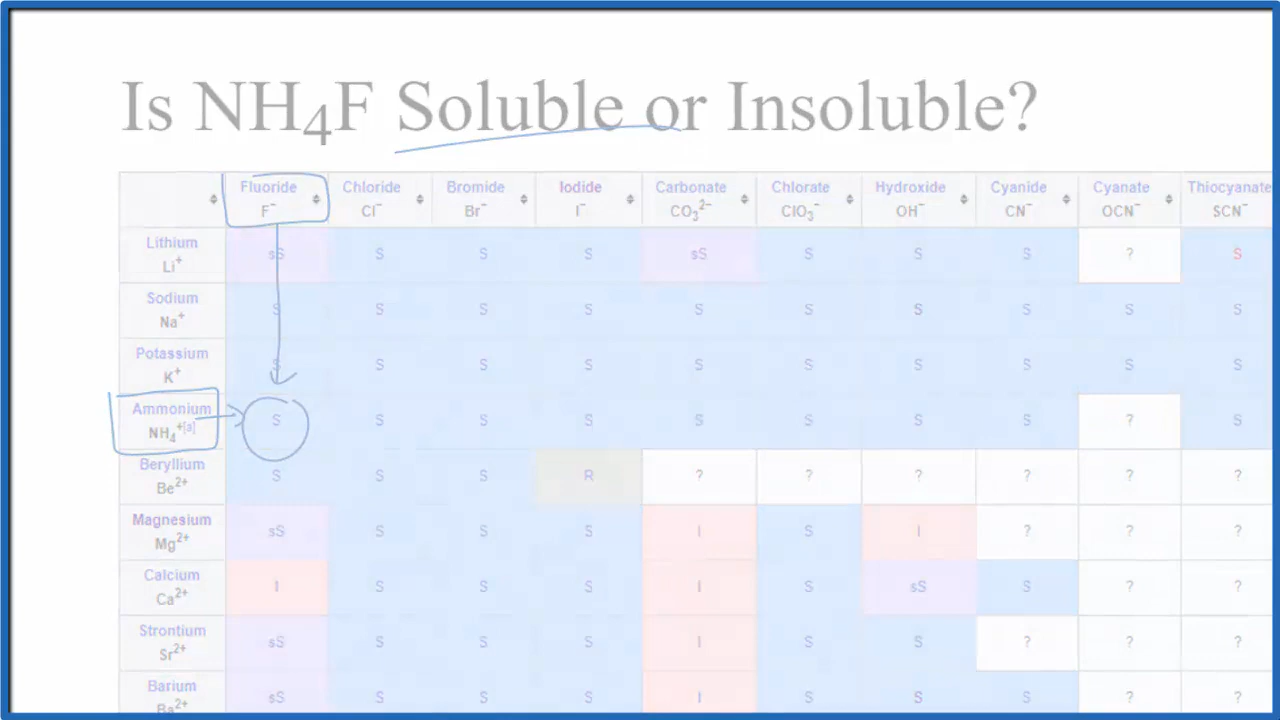 Is NH₄F Soluble or Insoluble?
Fluoride Chloride Bromide Iodide Carbonate Chlorate Hydroxide Cyanide Cyanate Thiocyanate
F⁻ Cl⁻ Br⁻ I⁻ CO₃²⁻ ClO₃⁻ OH⁻ CN⁻ OCN⁻ SCN⁻
Lithium
Li⁺ sS S S S sS S S S ? S
Sodium
Na⁺ S S S S S S S S S S
Potassium
K⁺ S S S S S S S S S S
Ammonium
NH₄⁺[a] S S S S S S S S ? S
Beryllium
Be²⁺ S S S R ? ? ? ? ? ?
Magnesium
Mg²⁺ sS S S S I S I ? ? ?
Calcium
Ca²⁺ I S S S I S sS S ? ?
Strontium
Sr²⁺ sS S S S I S S ? ? ?
Barium
Ba²⁺ sS S S S I S S S ? ?